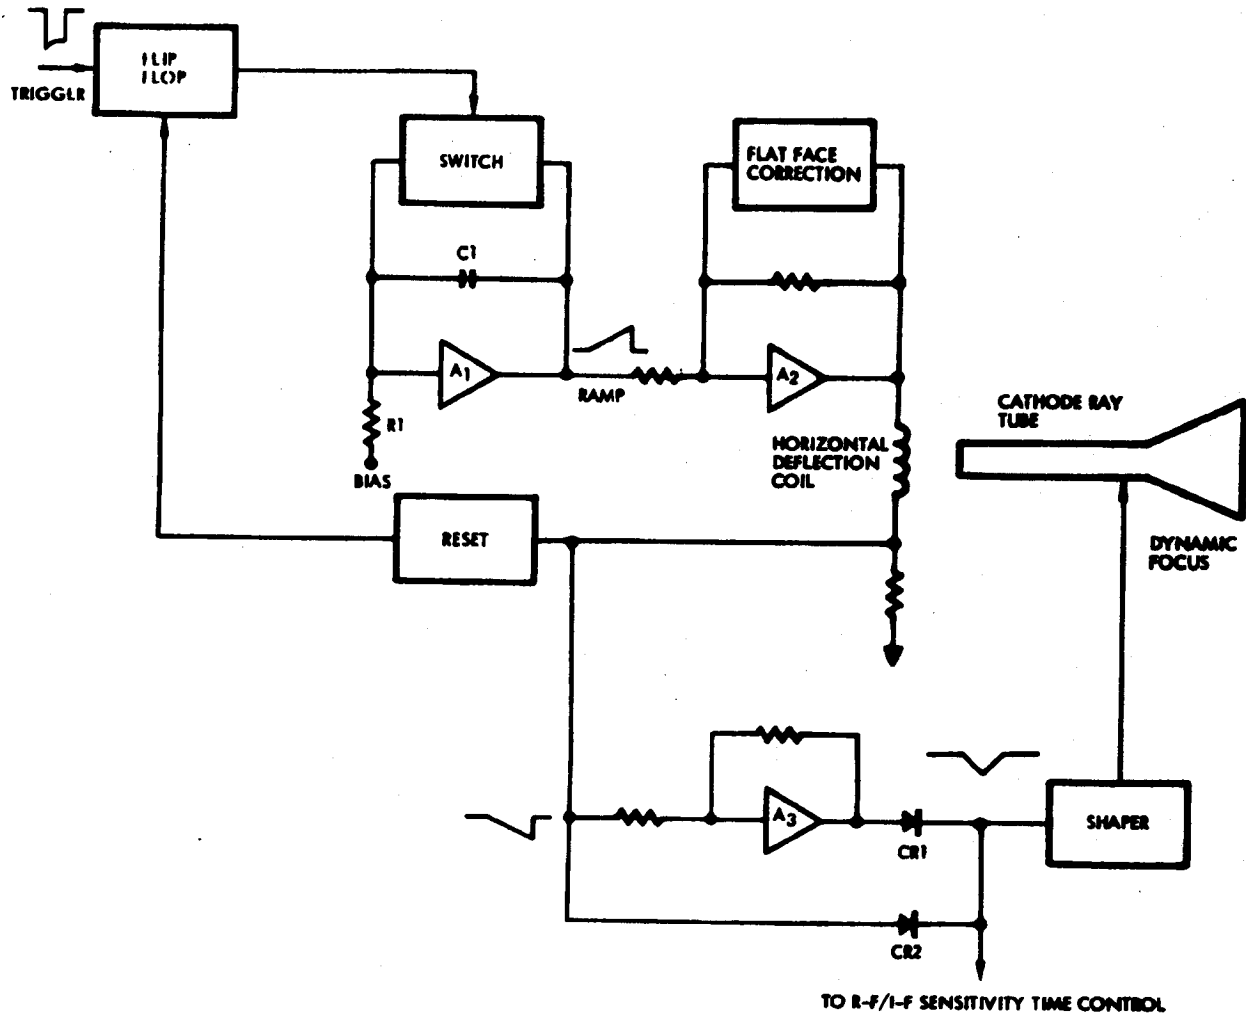 FLIP
FLOP
TRIGGER
SWITCH
FLAT FACE
CORRECTION
C1
A1
RAMP
A2
R1
BIAS
HORIZONTAL
DEFLECTION
COIL
CATHODE RAY
TUBE
RESET
DYNAMIC
FOCUS
A3
CR1
SHAPER
CR2
TO R-F/I-F SENSITIVITY TIME CONTROL